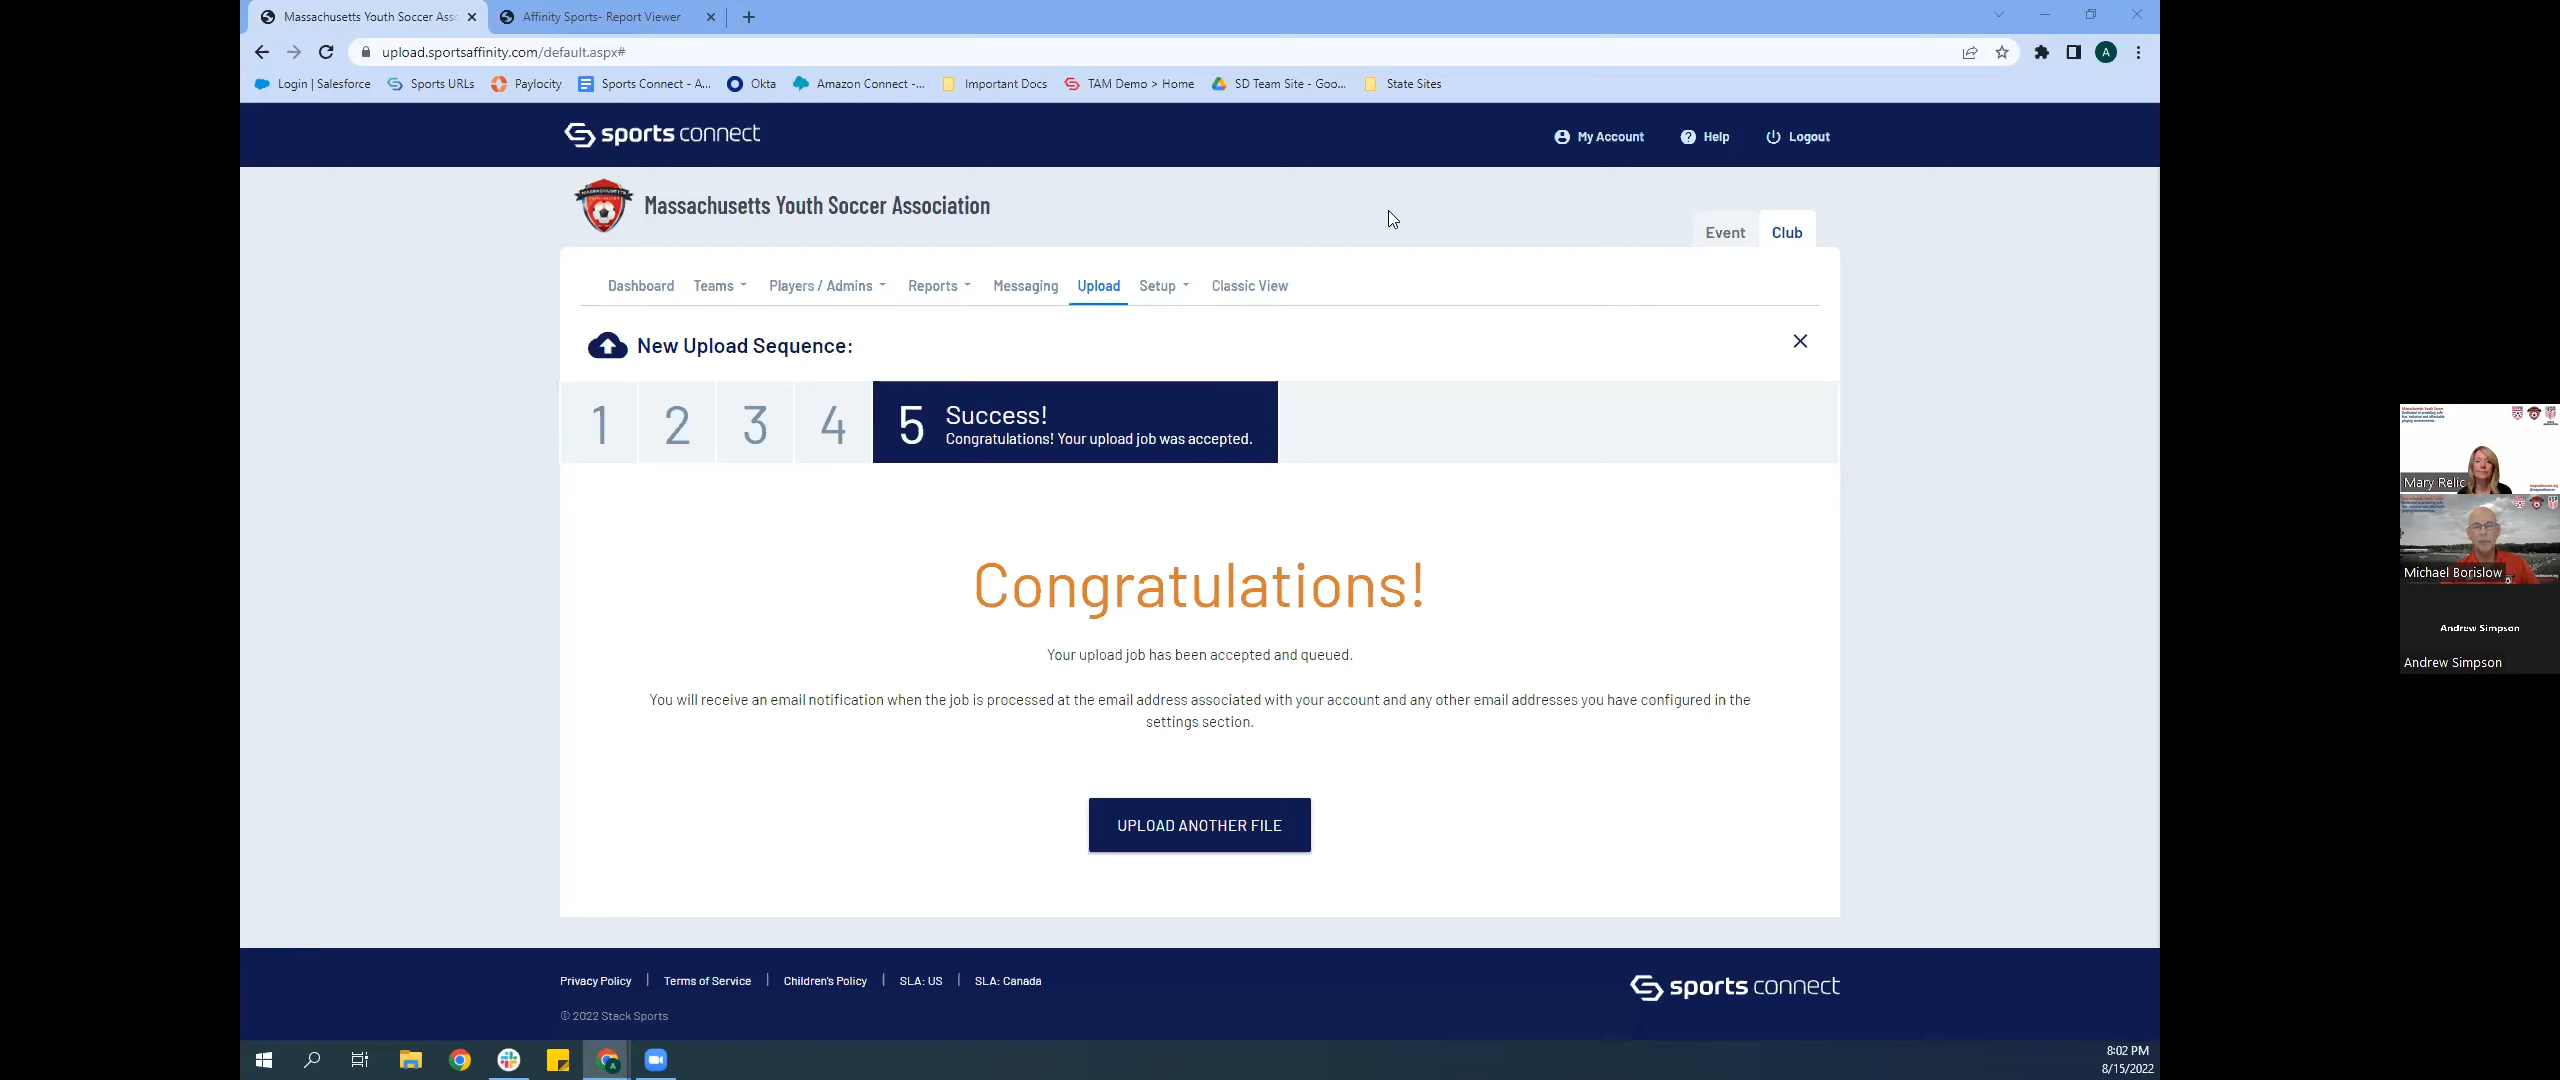 Massachusetts Youth Soccer Asso
Affinity Sports- Report Viewer
upload.sportsaffinity.com/default.aspx#
A
Login | Salesforce
Sports URLs
Paylocity
Sports Connect - A...
Okta
Amazon Connect -...
Important Docs
TAM Demo > Home
SD Team Site - Goo...
State Sites
sports connect
My Account
Help
Logout
Massachusetts Youth Soccer Association
Event
Club
Dashboard
Teams
Players / Admins
Reports
Messaging
Upload
Setup
Classic View
New Upload Sequence:
1
2
3
4
5
Success!
Congratulations! Your upload job was accepted.
Congratulations!
Your upload job has been accepted and queued.
You will receive an email notification when the job is processed at the email address associated with your account and any other email addresses you have configured in the
settings section.
UPLOAD ANOTHER FILE
Mary Relic
Michael Borislow
Andrew Simpson
Andrew Simpson
Privacy Policy
Terms of Service
Children's Policy
SLA: US
SLA: Canada
sports connect
© 2022 Stack Sports
8:02 PM
8/15/2022